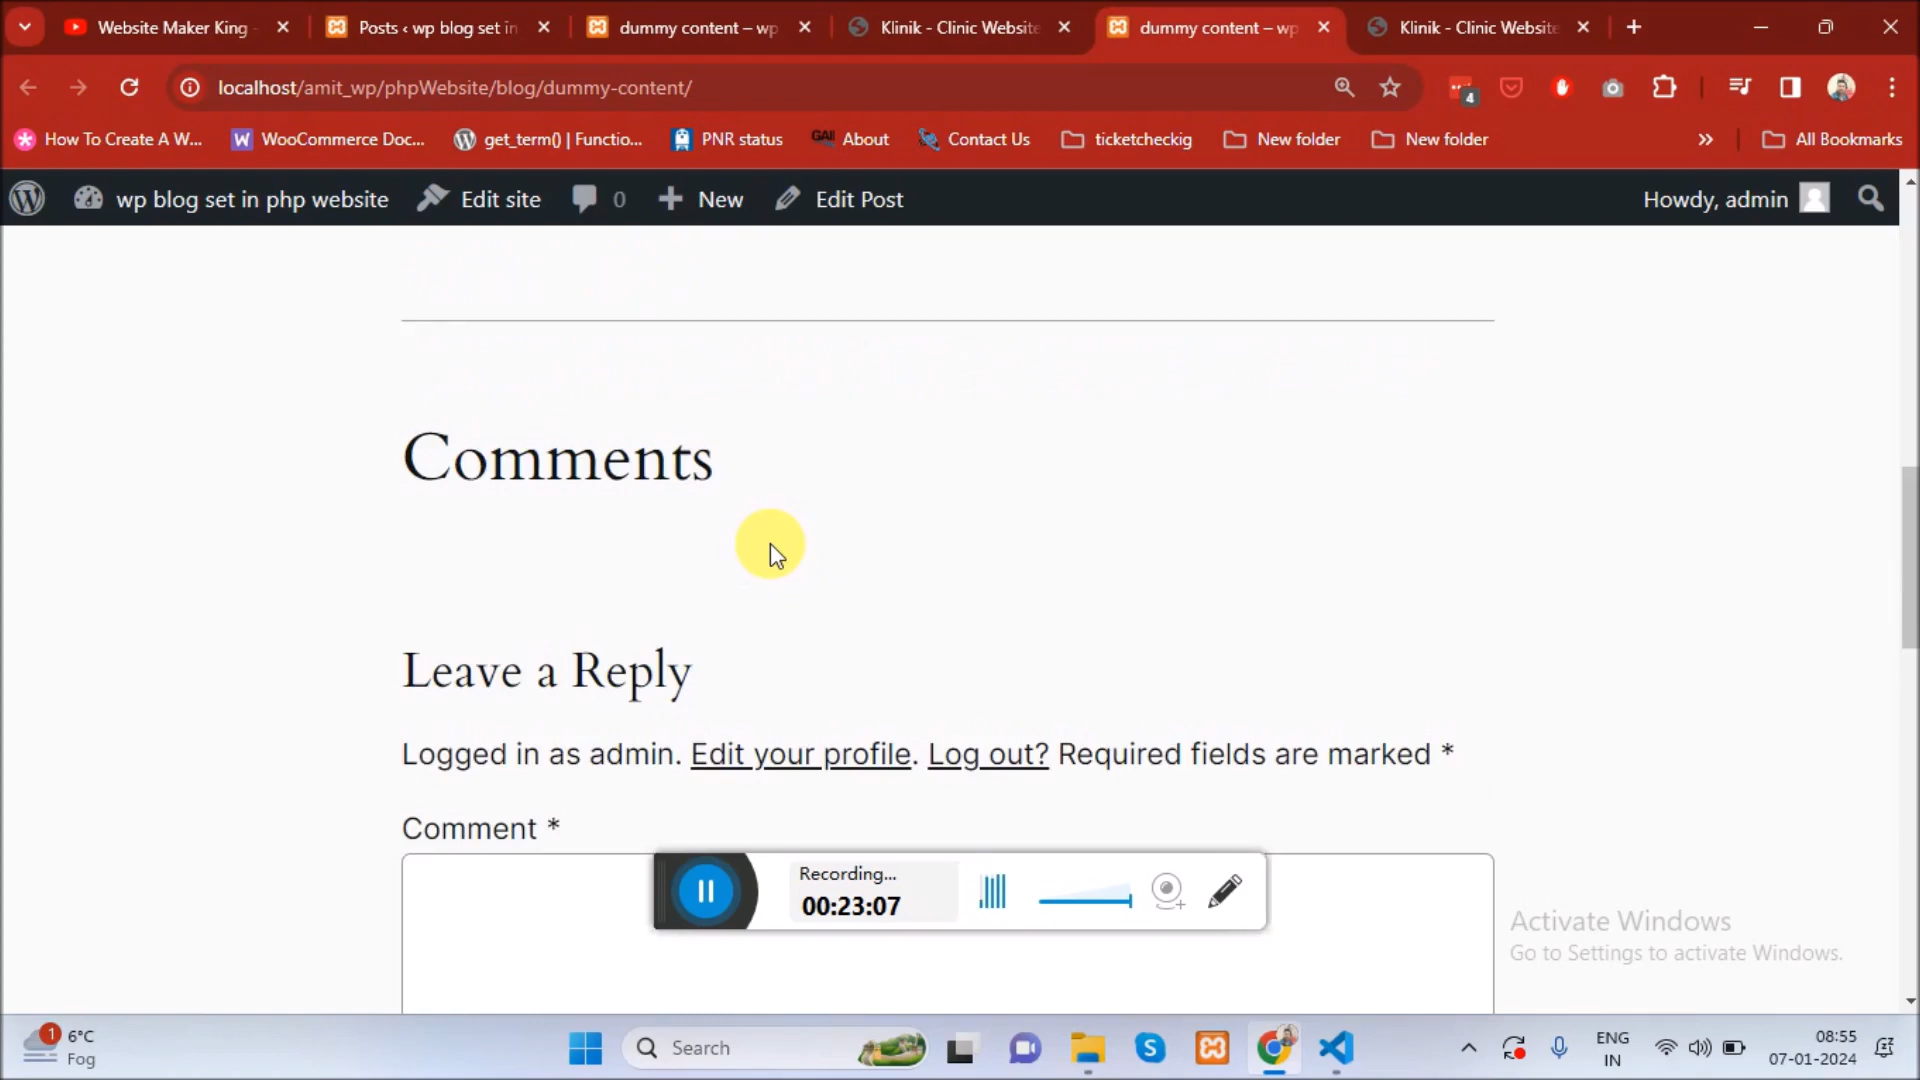 Website Maker King -
Posts ‹ wp blog set in
dummy content – wp
Klinik - Clinic Website
dummy content – wp
Klinik - Clinic Website
localhost/amit_wp/phpWebsite/blog/dummy-content/
4
How To Create A W...
WooCommerce Doc...
get_term() | Functio...
PNR status
About
Contact Us
ticketcheckig
New folder
New folder
All Bookmarks
wp blog set in php website
Edit site
0
New
Edit Post
Howdy, admin
Comments
Leave a Reply
Logged in as admin. Edit your profile. Log out? Required fields are marked *
Comment *
Recording...
00:23:07
Activate Windows
Go to Settings to activate Windows.
1
6°C
Fog
Search
ENG
IN
08:55
07-01-2024